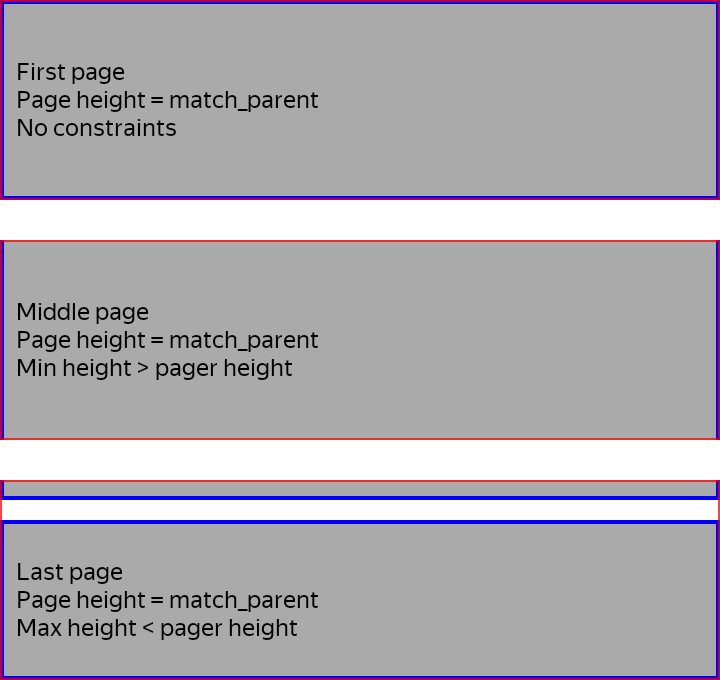 First page
Page height = match_parent
No constraints
Middle page
Page height = match_parent
Min height > pager height
Last page
Page height = match_parent
Max height < pager height